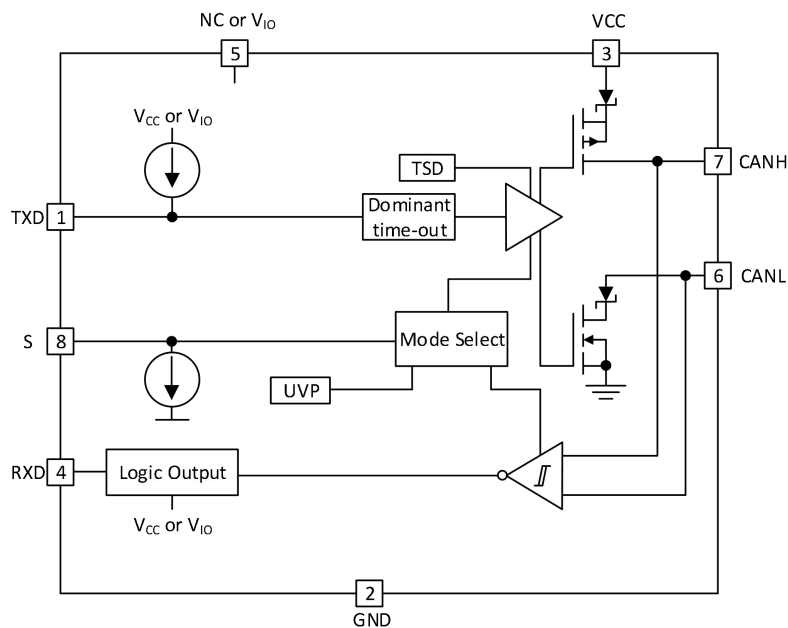 NC or VIO
VCC
5
3
VCC or VIO
TSD
7 CANH
TXD 1
Dominant
time-out
6 CANL
S 8
Mode Select
UVP
RXD 4
Logic Output
VCC or VIO
2
GND